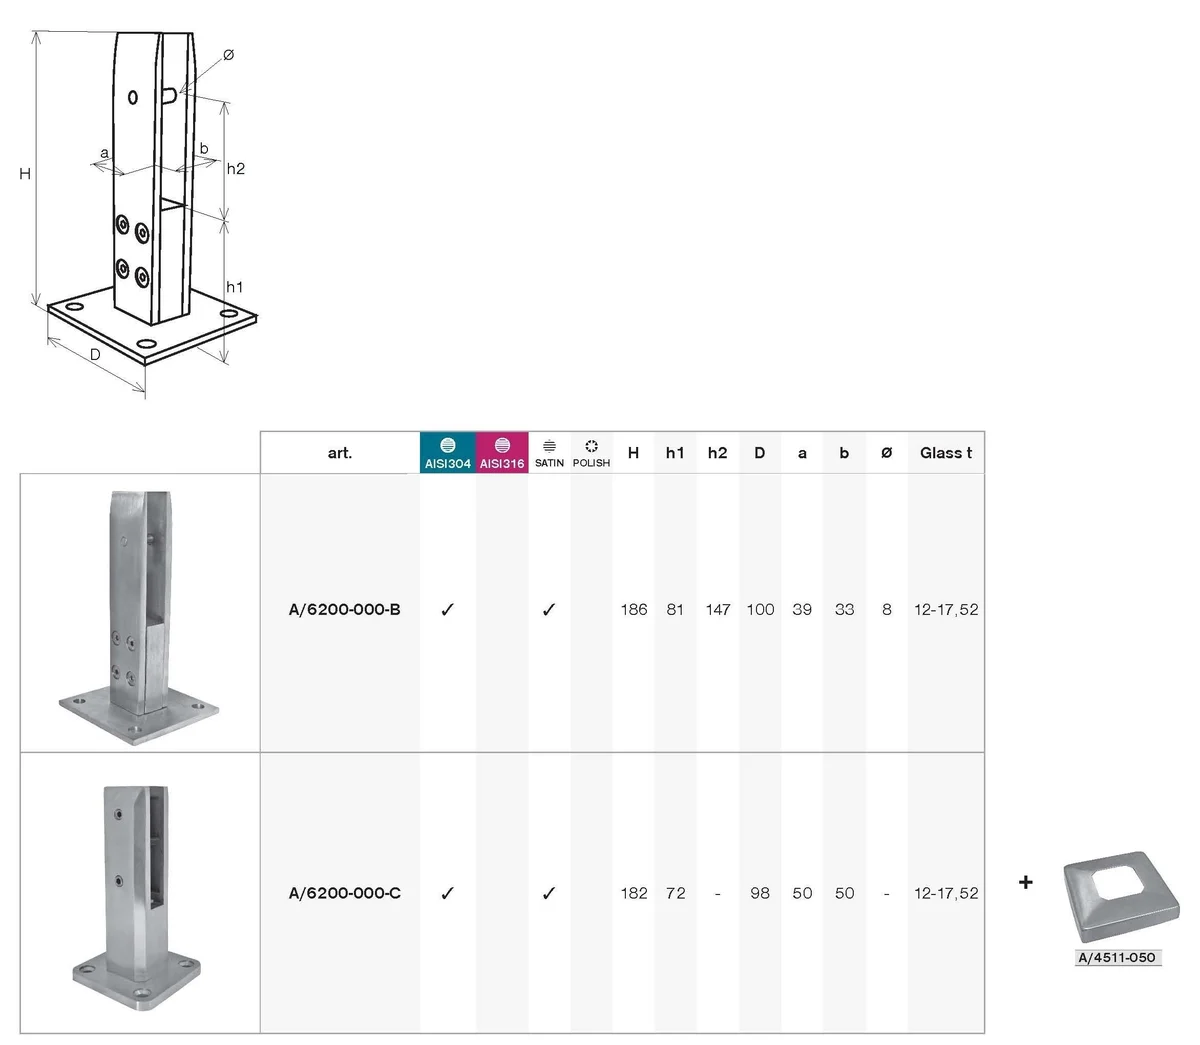 Ø
a
b
H
h2
h1
D
art.
AISI304
AISI316
SATIN
POLISH
H
h1
h2
D
a
b
Ø
Glass t
A/6200-000-B ✓ ✓ 186 81 147 100 39 33 8 12-17,52
A/6200-000-C ✓ ✓ 182 72 - 98 50 50 - 12-17,52
+
A/4511-050